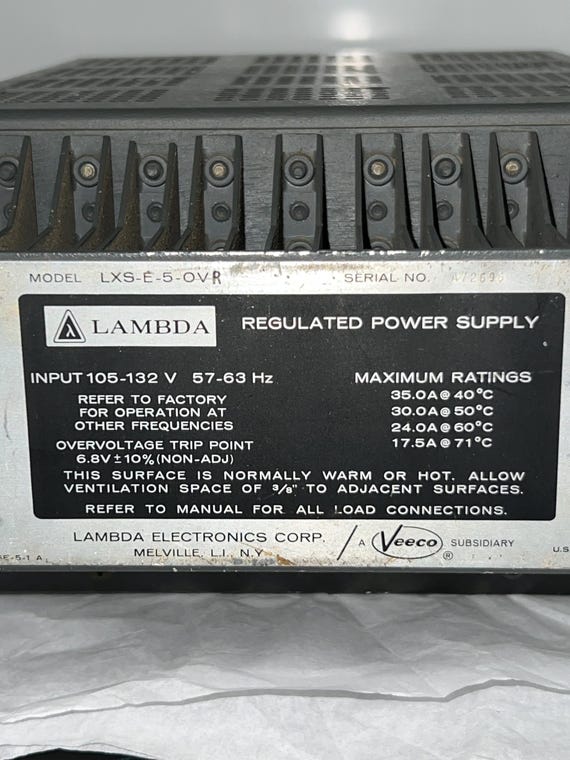 MODEL LXS-E-5-OVR SERIAL NO.
λ LAMBDA REGULATED POWER SUPPLY
INPUT 105-132 V 57-63 Hz
REFER TO FACTORY
FOR OPERATION AT
OTHER FREQUENCIES
OVERVOLTAGE TRIP POINT
6.8V ± 10% (NON-ADJ)
MAXIMUM RATINGS
35.0A @ 40°C
30.0A @ 50°C
24.0A @ 60°C
17.5A @ 71°C
THIS SURFACE IS NORMALLY WARM OR HOT. ALLOW
VENTILATION SPACE OF 3/8" TO ADJACENT SURFACES.
REFER TO MANUAL FOR ALL LOAD CONNECTIONS.
LAMBDA ELECTRONICS CORP.
MELVILLE, L.I., N.Y.
/ A Veeco ® SUBSIDIARY
U.S